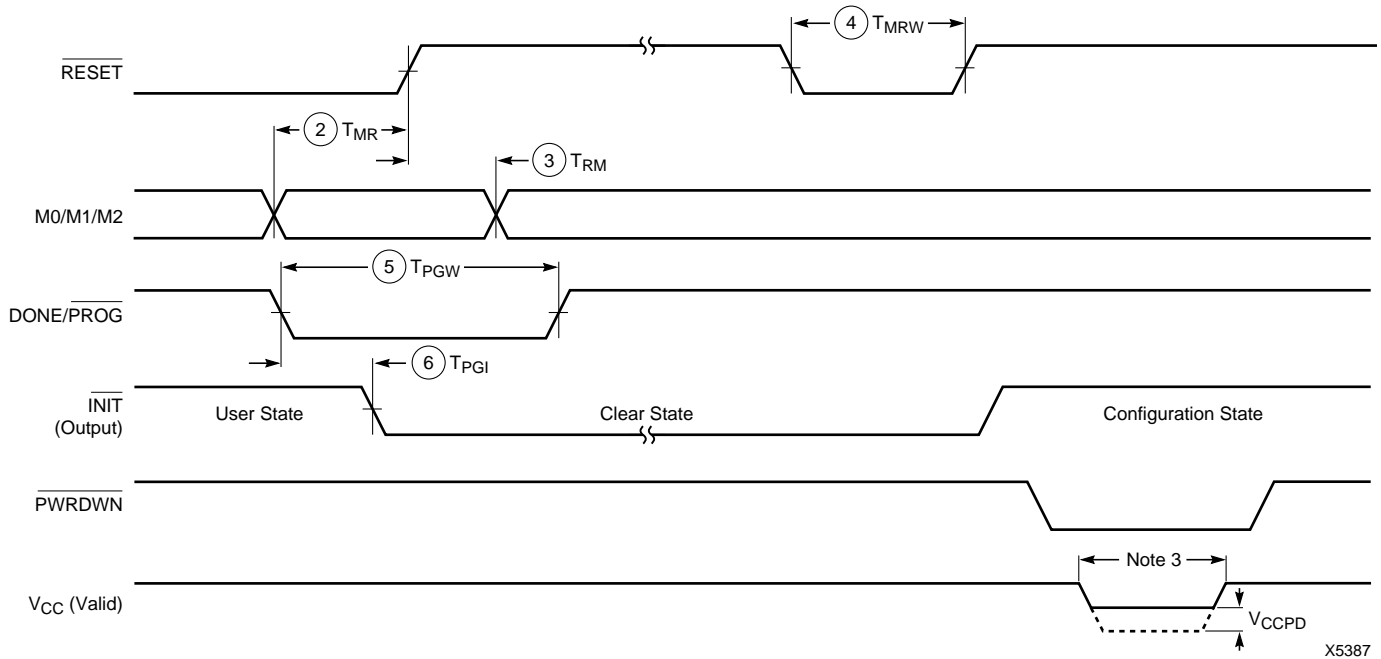 4 TMRW
RESET
2 TMR
3 TRM
M0/M1/M2
5 TPGW
DONE/PROG
6 TPGI
INIT
(Output)
User State
Clear State
Configuration State
PWRDWN
Note 3
VCC (Valid)
VCCPD
X5387